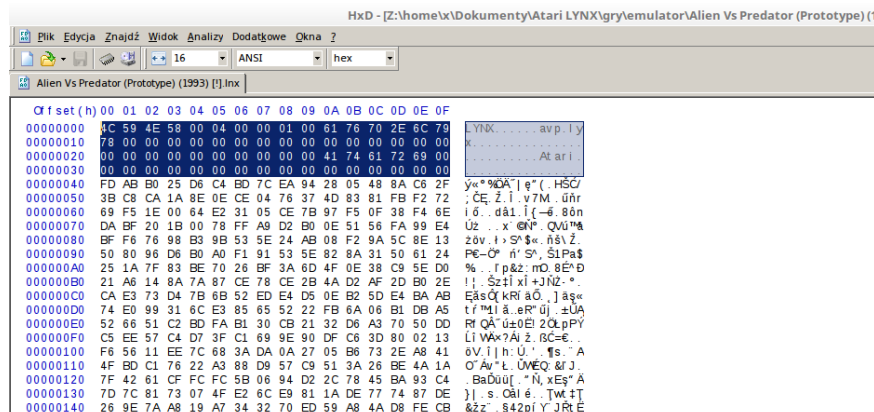 HxD - [Z:\home\x\Dokumenty\Atari LYNX\gry\emulator\Alien Vs Predator (Prototype) (1
Plik Edycja Znajdź Widok Analizy Dodatkowe Okna ?
16 ANSI hex
Alien Vs Predator (Prototype) (1993) [!].lnx
Offset(h) 00 01 02 03 04 05 06 07 08 09 0A 0B 0C 0D 0E 0F
00000000 4C 59 4E 58 00 04 00 00 01 00 61 76 70 2E 6C 79 LYNX......avp.ly
00000010 78 00 00 00 00 00 00 00 00 00 00 00 00 00 00 00 x...............
00000020 00 00 00 00 00 00 00 00 00 00 41 74 61 72 69 00 ..........Atari.
00000030 00 00 00 00 00 00 00 00 00 00 00 00 00 00 00 00 ................
00000040 FD AB B0 25 D6 C4 BD 7C EA 94 28 05 48 8A C6 2F
00000050 3B C8 CA 1A 8E 0E CE 04 76 37 4D 83 81 FB F2 72
00000060 69 F5 1E 00 64 E2 31 05 CE 7B 97 F5 0F 38 F4 6E
00000070 DA BF 20 1B 00 78 FF A9 D2 B0 0E 51 56 FA 99 E4
00000080 BF F6 76 98 B3 9B 53 5E 24 AB 08 F2 9A 5C 8E 13
00000090 50 80 96 D6 B0 A0 F1 91 53 5E 82 8A 31 50 61 24
000000A0 25 1A 7F 83 BE 70 26 BF 3A 6D 4F 0E 38 C9 5E D0
000000B0 21 A6 14 8A 7A 87 CE 78 CE 2B 4A D2 AF 2D B0 2E
000000C0 CA E3 73 D4 7B 6B 52 ED E4 D5 0E B2 5D E4 BA AB
000000D0 74 E0 99 31 6C E3 85 65 52 22 FB 6A 06 B1 DB A5
000000E0 52 66 51 C2 BD FA B1 30 CB 21 32 D6 A3 70 50 DD
000000F0 C5 EE 57 C4 D7 3F C1 69 9E 90 DF C6 3D 80 02 13
00000100 F6 56 11 EE 7C 68 3A DA 0A 27 05 B6 73 2E A8 41
00000110 4F BD C1 76 22 A3 88 D9 57 C9 51 3A 26 BE 4A 1A
00000120 7F 42 61 CF FC FC 5B 06 94 D2 2C 78 45 BA 93 C4
00000130 7D 7C 81 73 07 4F E2 6C E9 81 1A DE 77 74 87 DE
00000140 26 9E 7A A8 19 A7 34 32 70 ED 59 A8 4A D8 FE CB